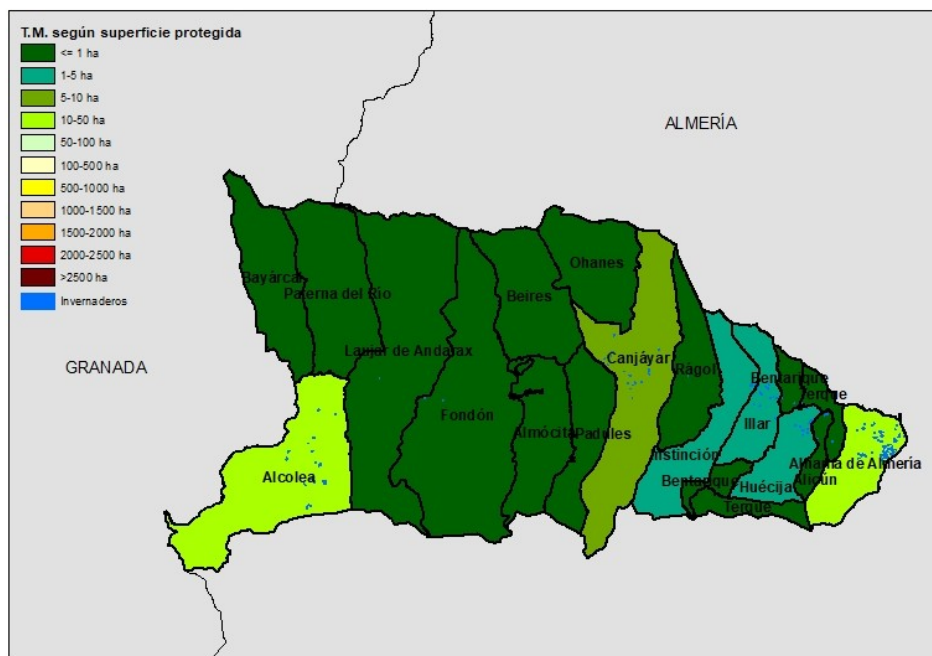 T.M. según superficie protegida
<= 1 ha
1-5 ha
5-10 ha
10-50 ha
50-100 ha
100-500 ha
500-1000 ha
1000-1500 ha
1500-2000 ha
2000-2500 ha
>2500 ha
Invernaderos
ALMERÍA
GRANADA
Bayárcal
Paterna del Río
Laujar de Andarax
Fondón
Beires
Ohanes
Canjáyar
Rágol
Bentarique
Terque
Illar
Almócita
Padules
Instinción
Alhama de Almería
Alcolea
Bentarique
Huécija
Alicún
Terque